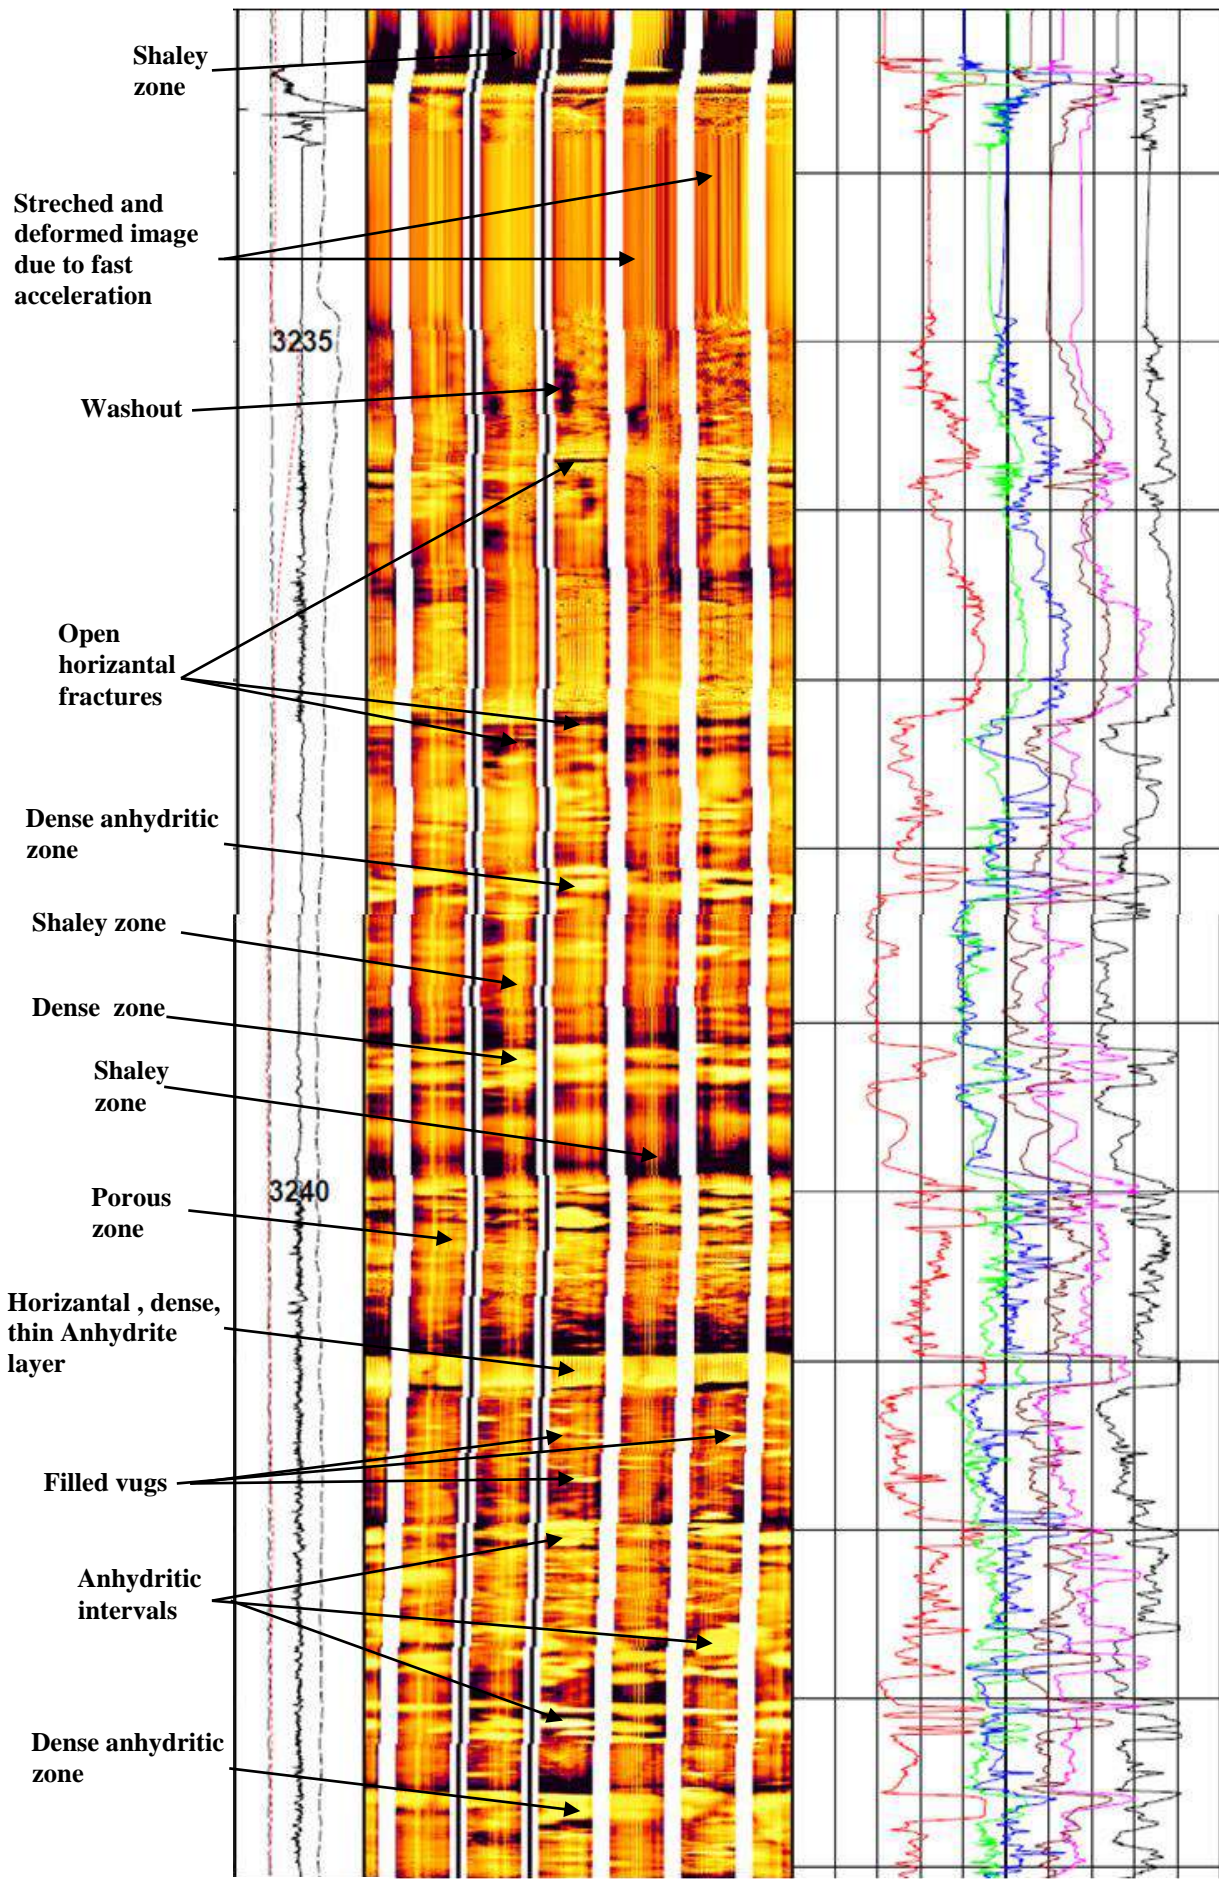 Shaley
zone
Streched and
deformed image
due to fast
acceleration
3235
Washout
Open
horizantal
fractures
Dense anhydritic
zone
Shaley zone
Dense zone
Shaley
zone
3240
Porous
zone
Horizantal , dense,
thin Anhydrite
layer
Filled vugs
Anhydritic
intervals
Dense anhydritic
zone